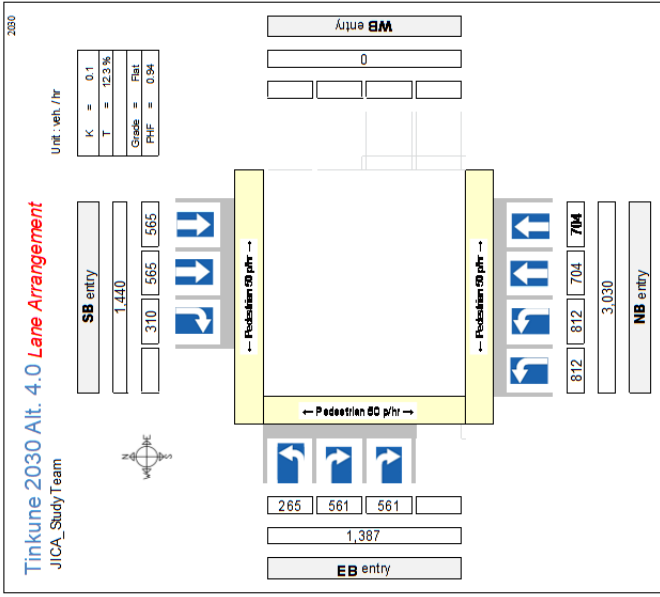 2030
Tinkune 2030 Alt. 4.0 Lane Arrangement
JICA_StudyTeam
Unit : veh. / hr
K = 0.1
T = 12.3 %
Grade = Flat
PHF = 0.94
N
E
S
W
SB entry
1,440
310 565 565
← Pedestrian 50 p/hr →
WB entry
0
← Pedestrian 50 p/hr →
265 561 561
1,387
EB entry
← Pedestrian 50 p/hr →
812 812 704 704
3,030
NB entry